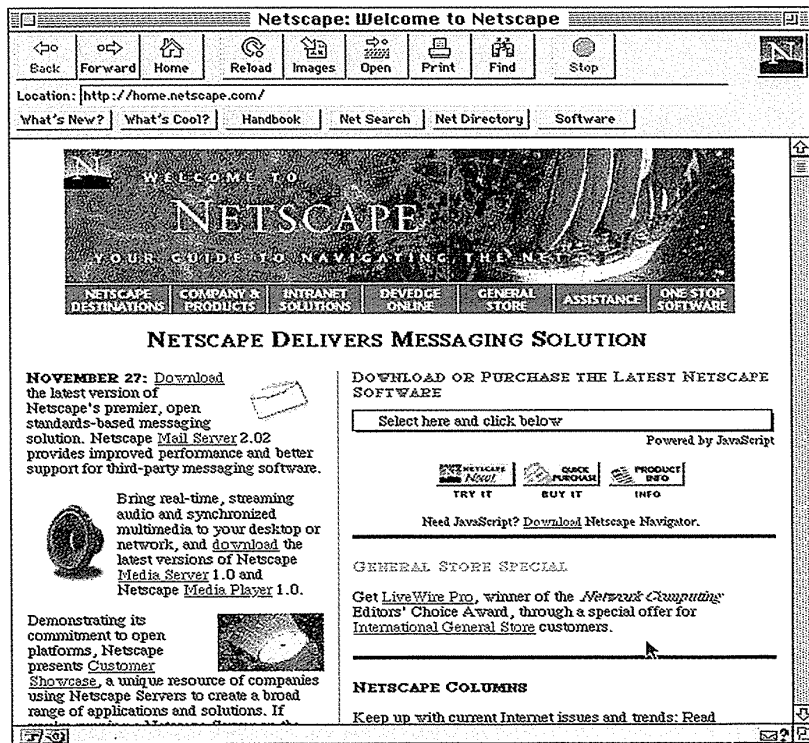 Netscape: Welcome to Netscape
Back Forward Home Reload Images Open Print Find Stop
N
Location: http://home.netscape.com/
What's New? What's Cool? Handbook Net Search Net Directory Software
N
WELCOME TO
NETSCAPE
YOUR GUIDE TO NAVIGATING THE NET
NETSCAPE DESTINATIONS
COMPANY & PRODUCTS
INTRANET SOLUTIONS
DEVEDGE ONLINE
GENERAL STORE
ASSISTANCE
ONE STOP SOFTWARE
NETSCAPE DELIVERS MESSAGING SOLUTION
NOVEMBER 27: Download
the latest version of
Netscape's premier, open
standards-based messaging
solution. Netscape Mail Server 2.02
provides improved performance and better
support for third-party messaging software.
Bring real-time, streaming
audio and synchronized
multimedia to your desktop or
network, and download the
latest versions of Netscape
Media Server 1.0 and
Netscape Media Player 1.0.
Demonstrating its
commitment to open
platforms, Netscape
presents Customer
Showcase, a unique resource of companies
using Netscape Servers to create a broad
range of applications and solutions. If
DOWNLOAD OR PURCHASE THE LATEST NETSCAPE
SOFTWARE
Select here and click below
Powered by JavaScript
NETSCAPE Now!
QUICK PURCHASE
PRODUCT INFO
TRY IT BUY IT INFO
Need JavaScript? Download Netscape Navigator.
GENERAL STORE SPECIAL
Get LiveWire Pro, winner of the Network Computing
Editors' Choice Award, through a special offer for
International General Store customers.
NETSCAPE COLUMNS
Keep up with current Internet issues and trends: Read
?